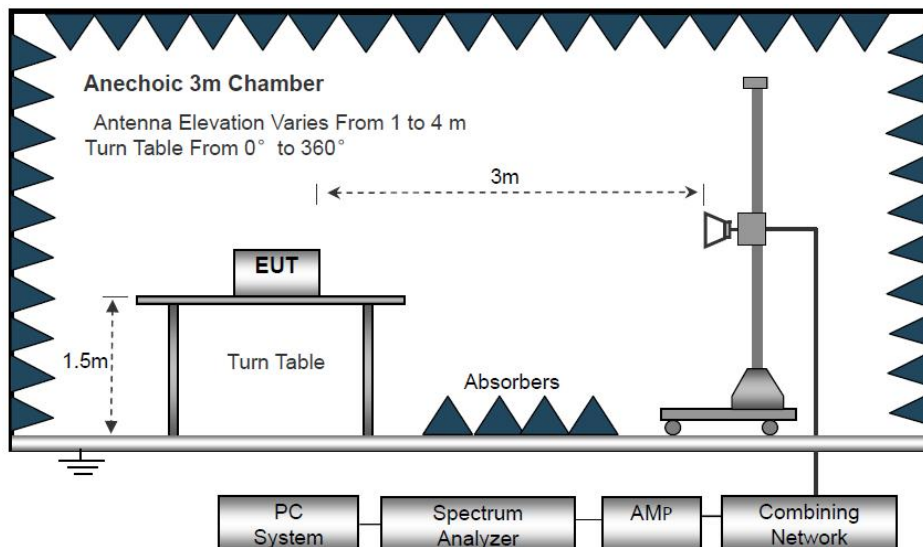 Anechoic 3m Chamber
Antenna Elevation Varies From 1 to 4 m
Turn Table From 0° to 360°
3m
EUT
1.5m
Turn Table
Absorbers
PC
System
Spectrum
Analyzer
AMP
Combining
Network